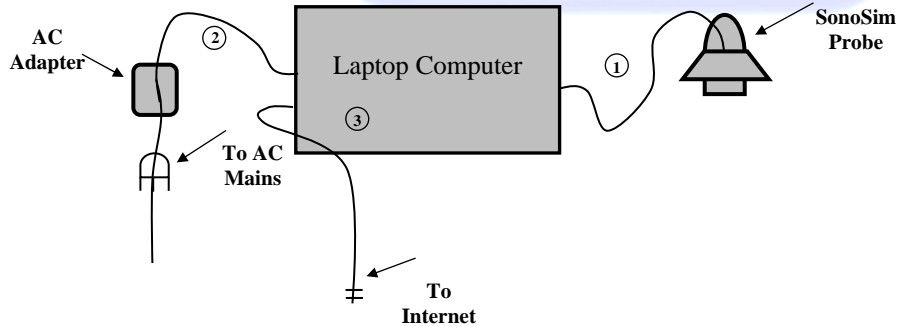 SonoSim
Probe
AC
Adapter
2
Laptop Computer
1
3
To AC
Mains
To
Internet